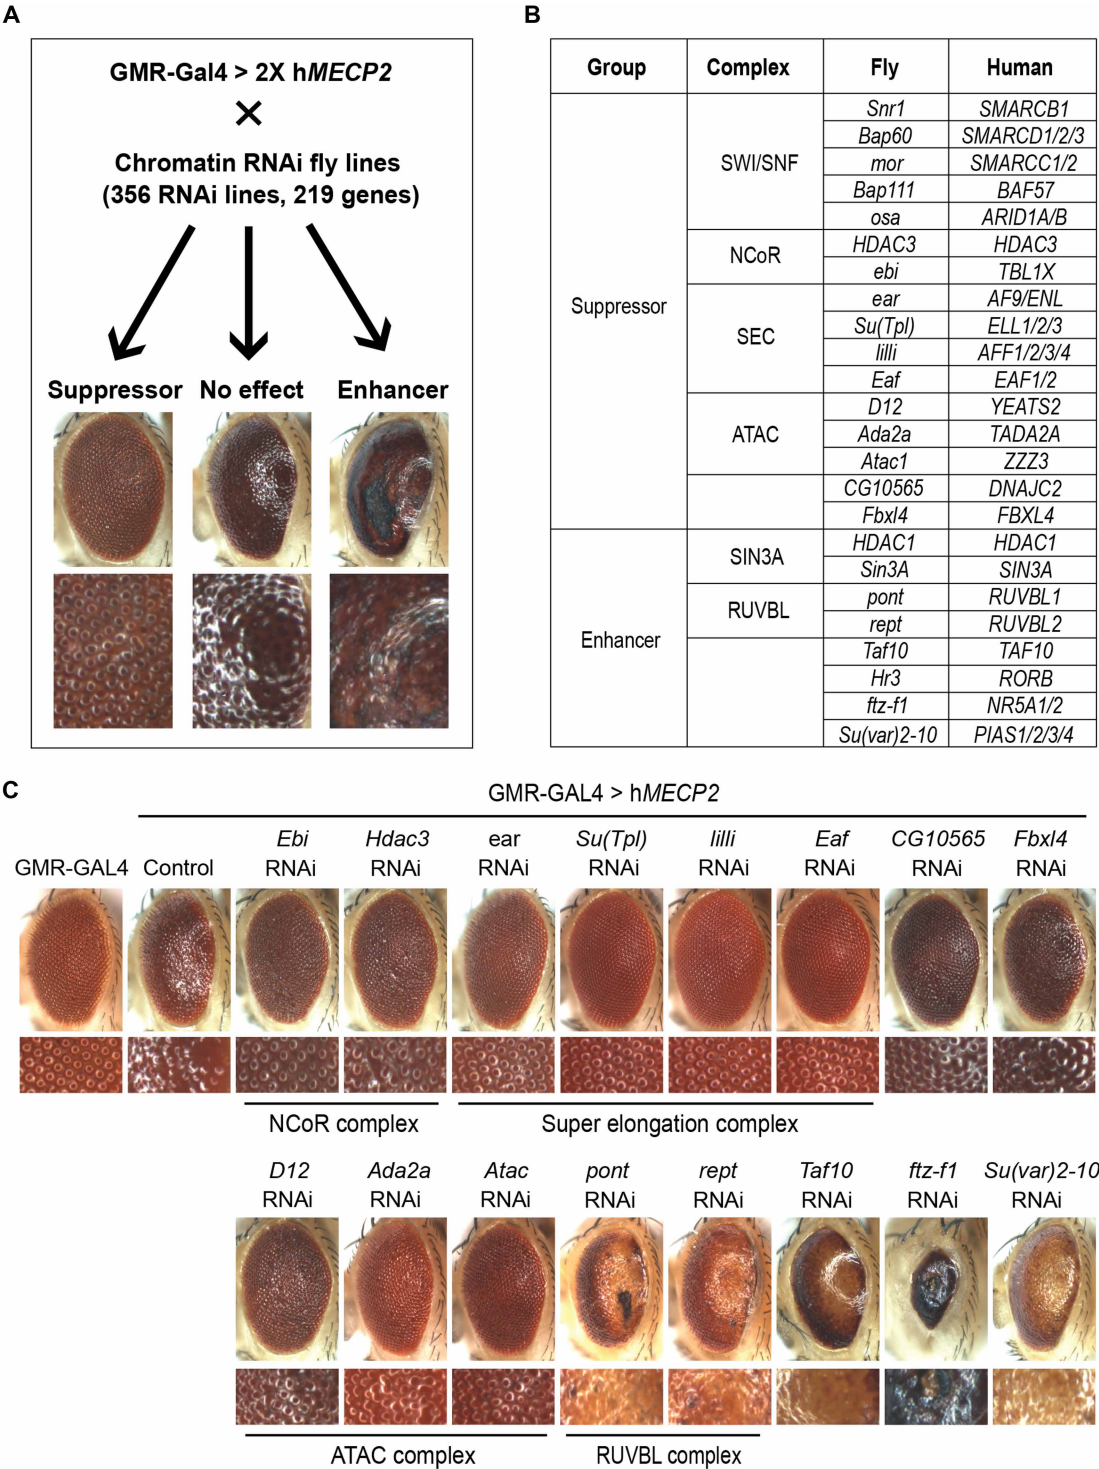 A
GMR-Gal4 > 2X hMECP2
×
Chromatin RNAi fly lines
(356 RNAi lines, 219 genes)
Suppressor No effect Enhancer
B
Group Complex Fly Human
Suppressor
SWI/SNF
Snr1 SMARCB1
Bap60 SMARCD1/2/3
mor SMARCC1/2
Bap111 BAF57
osa ARID1A/B
NCoR
HDAC3 HDAC3
ebi TBL1X
SEC
ear AF9/ENL
Su(Tpl) ELL1/2/3
lilli AFF1/2/3/4
Eaf EAF1/2
ATAC
D12 YEATS2
Ada2a TADA2A
Atac1 ZZZ3
CG10565 DNAJC2
Fbxl4 FBXL4
Enhancer
SIN3A
HDAC1 HDAC1
Sin3A SIN3A
RUVBL
pont RUVBL1
rept RUVBL2
Taf10 TAF10
Hr3 RORB
ftz-f1 NR5A1/2
Su(var)2-10 PIAS1/2/3/4
C
GMR-GAL4 > hMECP2
Ebi Hdac3 ear Su(Tpl) lilli Eaf CG10565 Fbxl4
GMR-GAL4 Control RNAi RNAi RNAi RNAi RNAi RNAi RNAi RNAi
NCoR complex Super elongation complex
D12 Ada2a Atac pont rept Taf10 ftz-f1 Su(var)2-10
RNAi RNAi RNAi RNAi RNAi RNAi RNAi RNAi
ATAC complex RUVBL complex